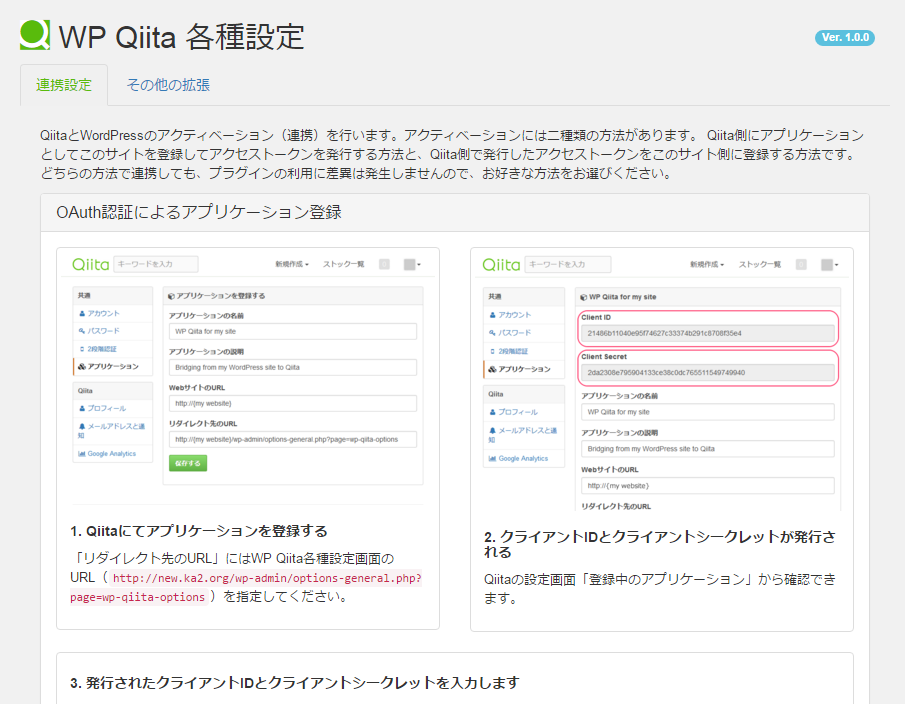 WP Qiita 各種設定
Ver. 1.0.0
連携設定
その他の拡張
QiitaとWordPressのアクティベーション（連携）を行います。アクティベーションには二種類の方法があります。 Qiita側にアプリケーション
としてこのサイトを登録してアクセストークンを発行する方法と、Qiita側で発行したアクセストークンをこのサイト側に登録する方法です。
どちらの方法で連携しても、プラグインの利用に差異は発生しませんので、お好きな方法をお選びください。
OAuth認証によるアプリケーション登録
Qiita
キーワードを入力
新規作成
ストック一覧
共通
アカウント
パスワード
2段階認証
アプリケーション
Qiita
プロフィール
メールアドレスと通
知
Google Analytics
アプリケーションを登録する
アプリケーションの名前
WP Qiita for my site
アプリケーションの説明
Bridging from my WordPress site to Qiita
WebサイトのURL
http://{my website}
リダイレクト先のURL
http://{my website}/wp-admin/options-general.php?page=wp-qiita-options
保存する
1. Qiitaにてアプリケーションを登録する
「リダイレクト先のURL」にはWP Qiita各種設定画面の
URL（ http://new.ka2.org/wp-admin/options-general.php?
page=wp-qiita-options ）を指定してください。
Qiita
キーワードを入力
新規作成
ストック一覧
共通
アカウント
パスワード
2段階認証
アプリケーション
Qiita
プロフィール
メールアドレスと通
知
Google Analytics
WP Qiita for my site
Client ID
21486b11040e95f74627c33374b291c8708f35e4
Client Secret
2da2308e795904133ce38c0dc765511549749940
アプリケーションの名前
WP Qiita for my site
アプリケーションの説明
Bridging from my WordPress site to Qiita
WebサイトのURL
http://{my website}
リダイレクト先のURL
2. クライアントIDとクライアントシークレットが発行さ
れる
Qiitaの設定画面「登録中のアプリケーション」から確認でき
ます。
3. 発行されたクライアントIDとクライアントシークレットを入力します